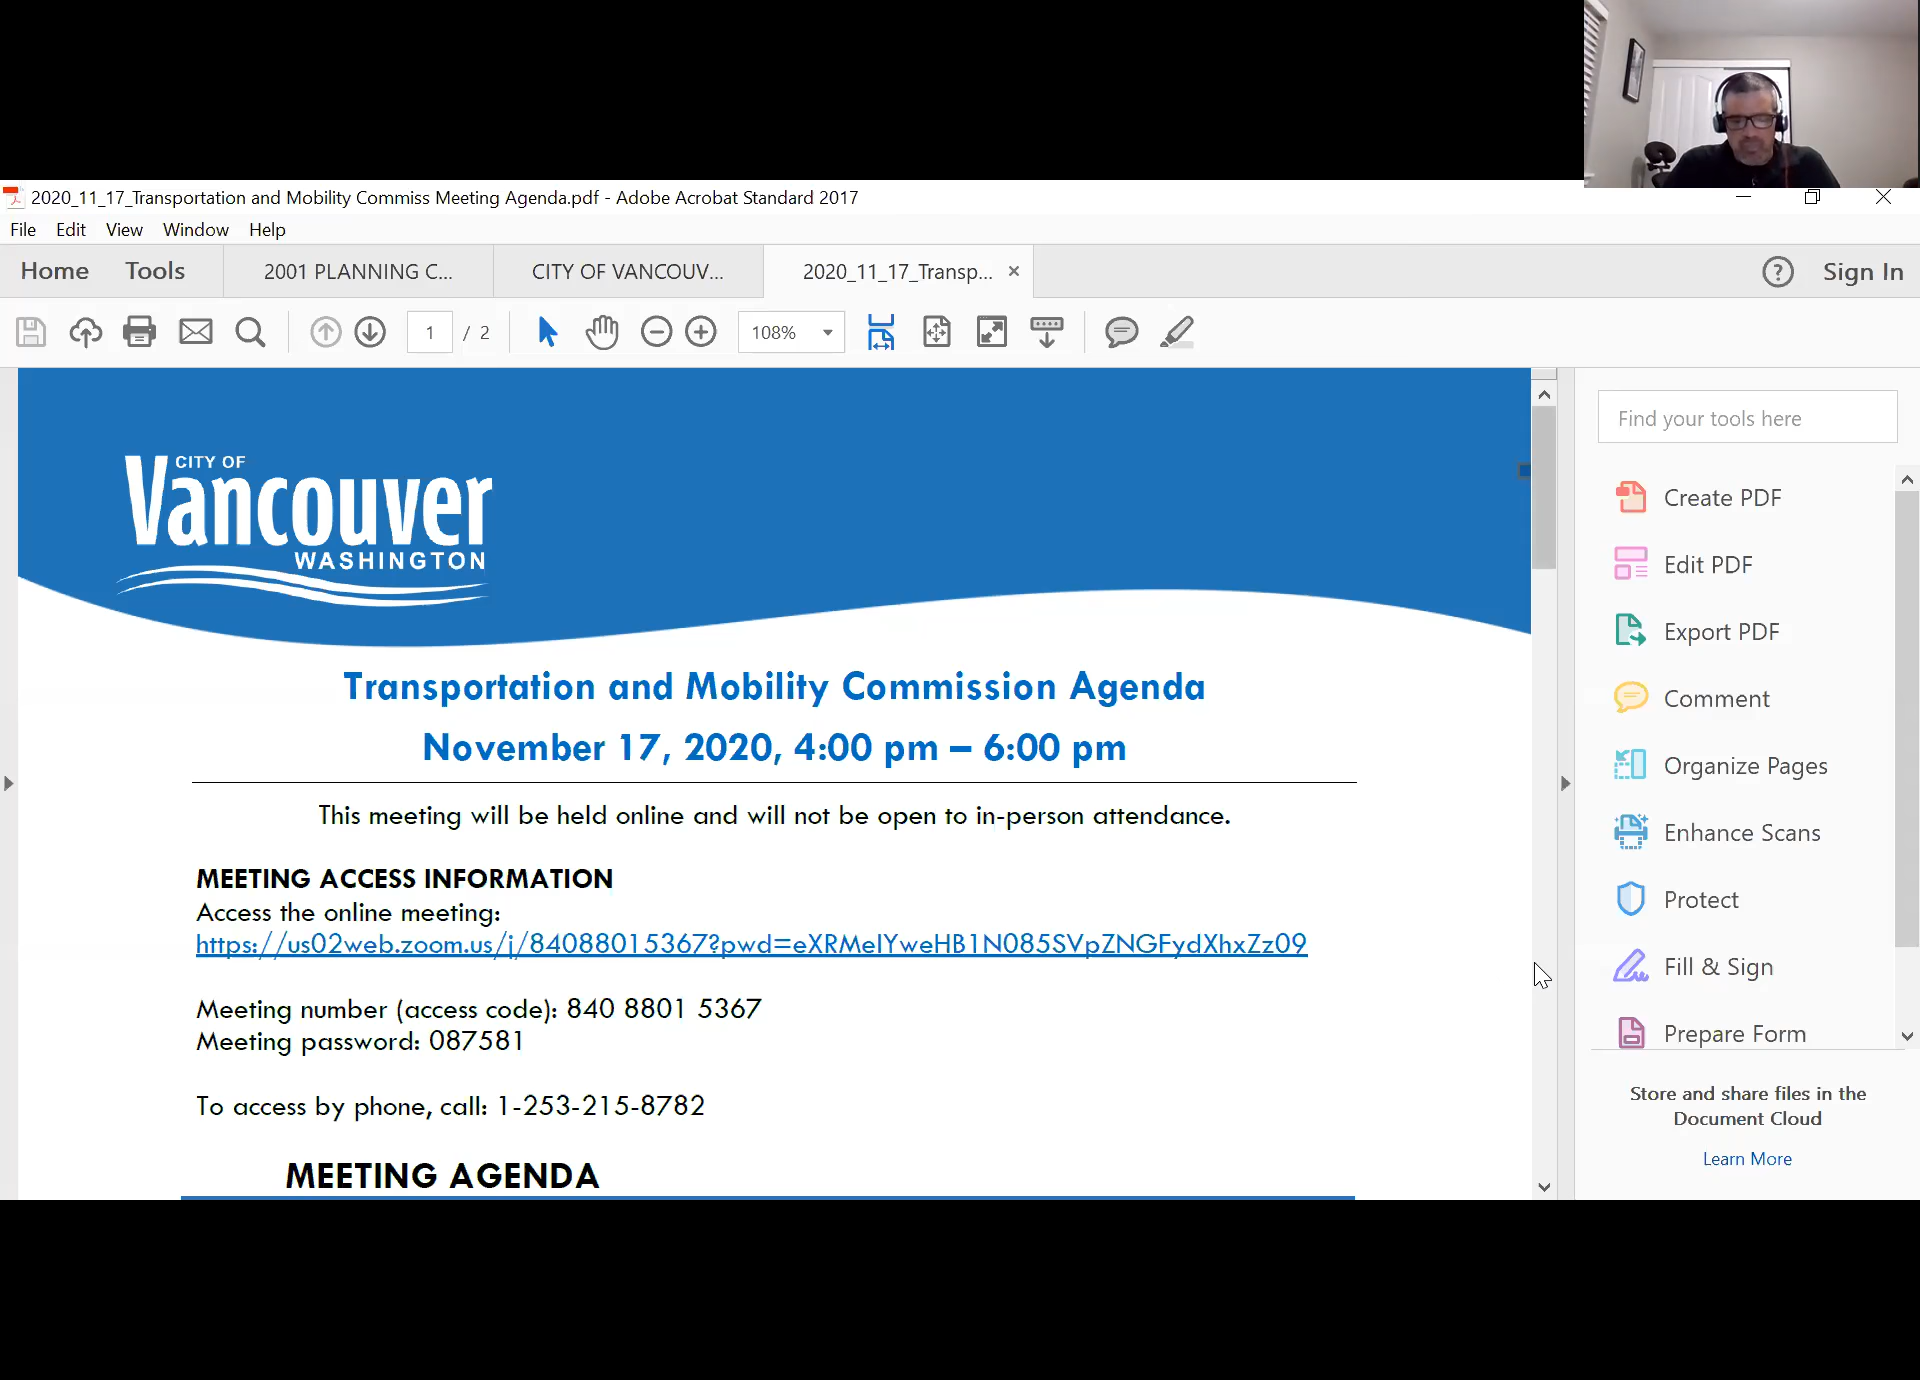 2020_11_17_Transportation and Mobility Commiss Meeting Agenda.pdf - Adobe Acrobat Standard 2017
File Edit View Window Help
Home Tools 2001 PLANNING C... CITY OF VANCOUV... 2020_11_17_Transp... × ? Sign In
1 / 2 108%
CITY OF
Vancouver
WASHINGTON
Transportation and Mobility Commission Agenda
November 17, 2020, 4:00 pm – 6:00 pm
This meeting will be held online and will not be open to in-person attendance.
MEETING ACCESS INFORMATION
Access the online meeting:
https://us02web.zoom.us/j/84088015367?pwd=eXRMelYweHB1N085SVpZNGFydXhxZz09
Meeting number (access code): 840 8801 5367
Meeting password: 087581
To access by phone, call: 1-253-215-8782
MEETING AGENDA
Find your tools here
Create PDF
Edit PDF
Export PDF
Comment
Organize Pages
Enhance Scans
Protect
Fill & Sign
Prepare Form
Store and share files in the
Document Cloud
Learn More